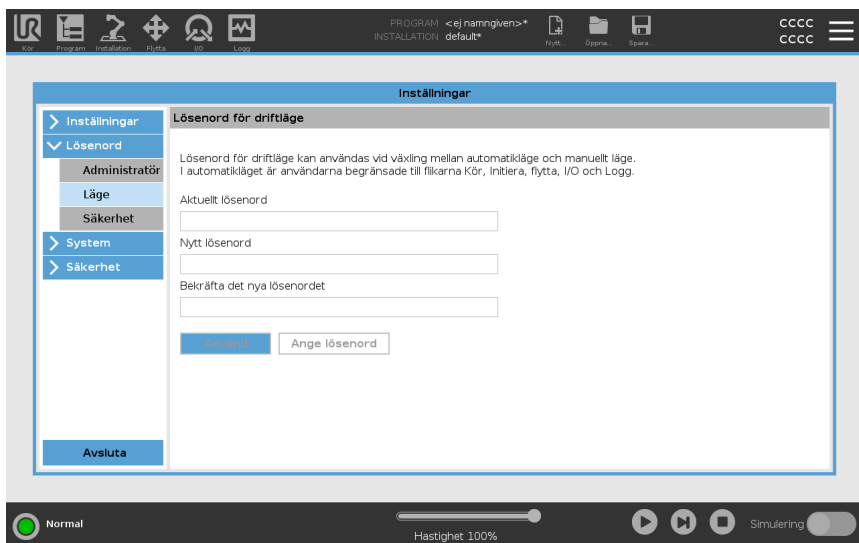 UR
Kör
Program
Installation
Flytta
I/O
Logg
PROGRAM <ej namngiven>*
INSTALLATION default*
Nytt...
Öppna...
Spara...
CCCC
CCCC
Inställningar
Inställningar
Lösenord
Administratör
Läge
Säkerhet
System
Säkerhet
Avsluta
Lösenord för driftläge
Lösenord för driftläge kan användas vid växling mellan automatikläge och manuellt läge.
I automatikläget är användarna begränsade till flikarna Kör, Initiera, flytta, I/O och Logg.
Aktuellt lösenord
Nytt lösenord
Bekräfta det nya lösenordet
Använd
Ange lösenord
Normal
Hastighet 100%
Simulering